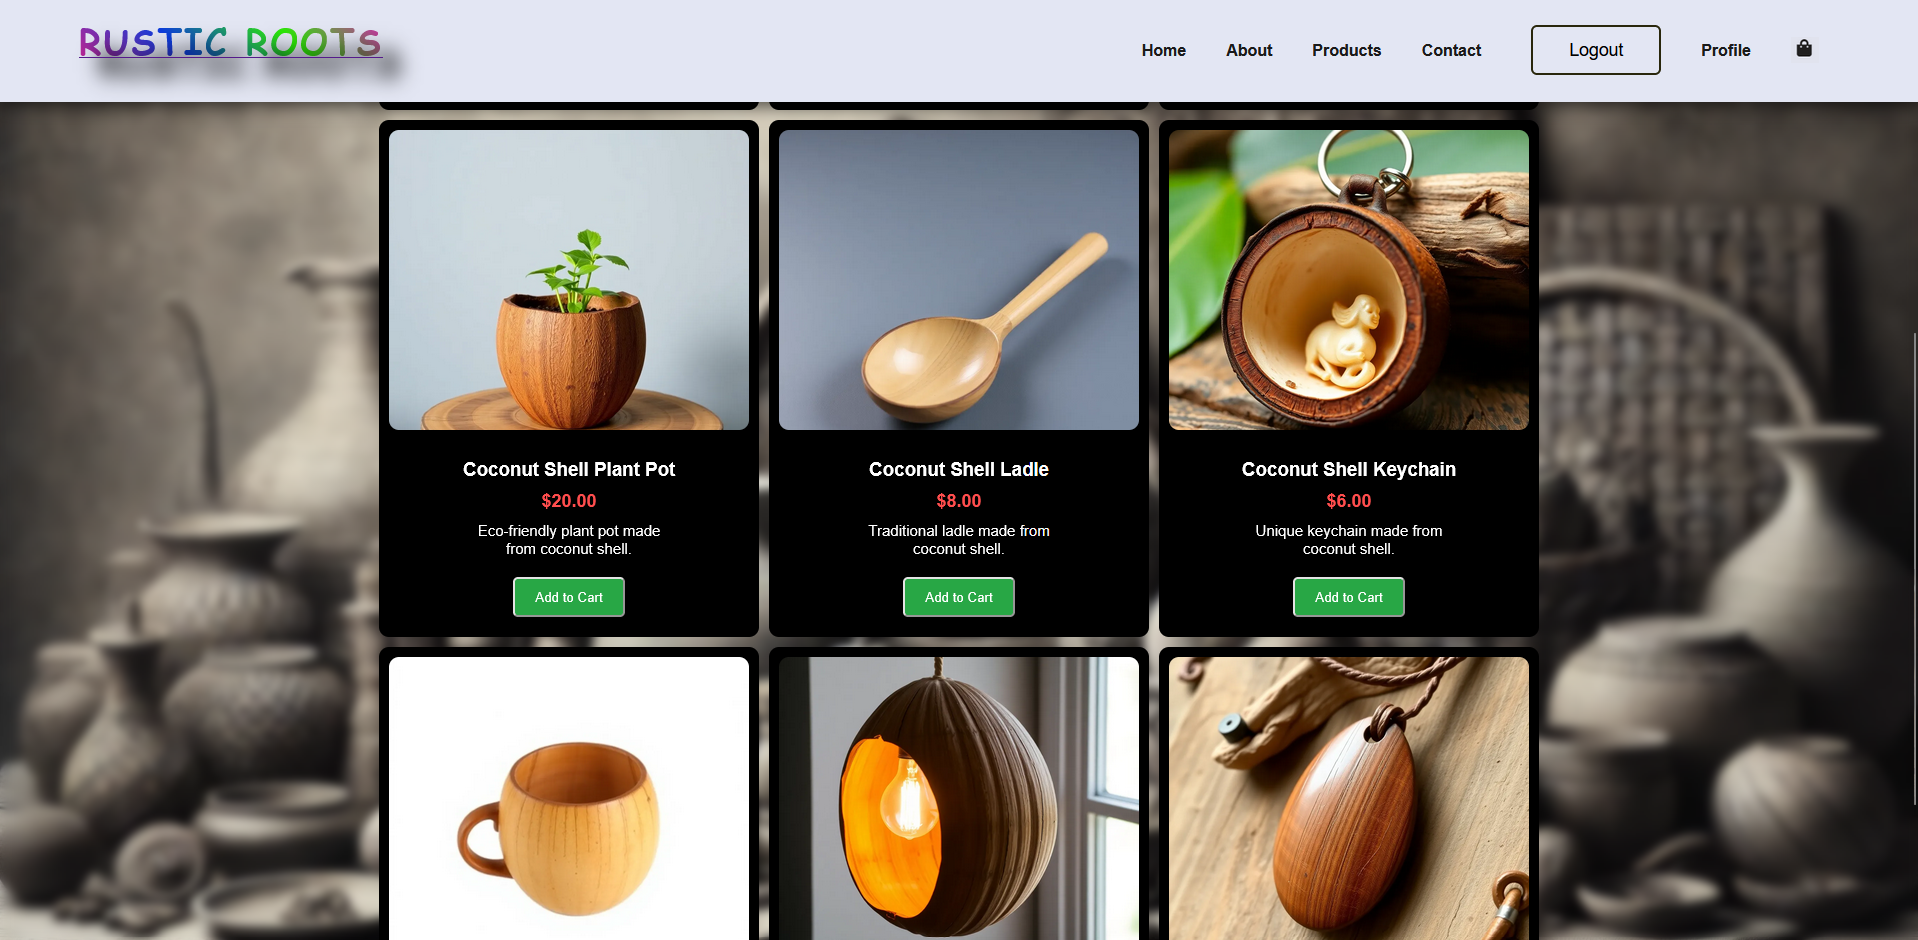 RUSTIC ROOTS
Home About Products Contact Logout Profile
Coconut Shell Plant Pot
$20.00
Eco-friendly plant pot made
from coconut shell.
Add to Cart
Coconut Shell Ladle
$8.00
Traditional ladle made from
coconut shell.
Add to Cart
Coconut Shell Keychain
$6.00
Unique keychain made from
coconut shell.
Add to Cart